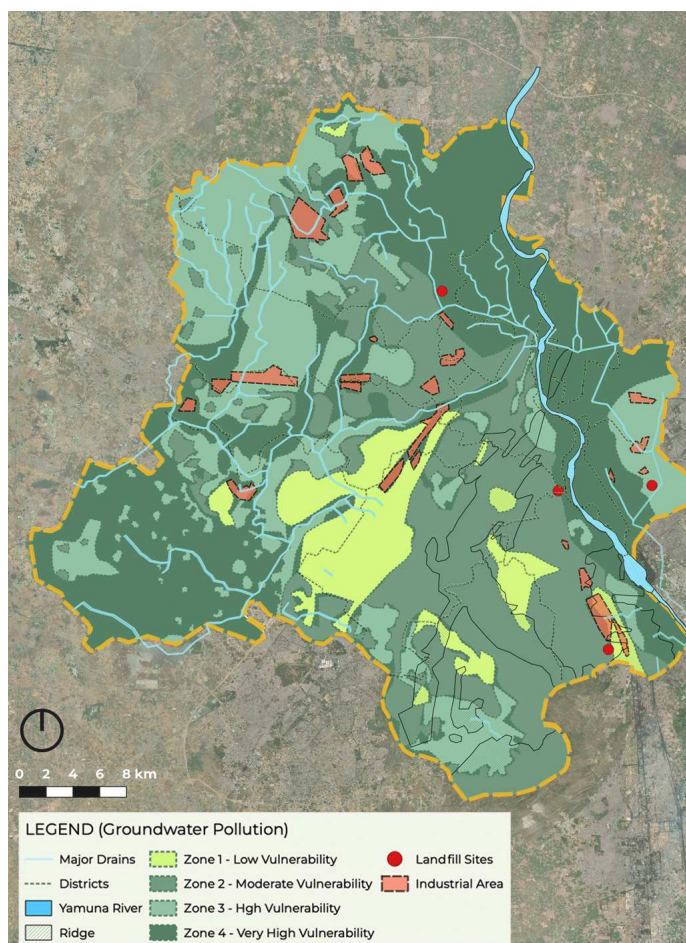 0 2 4 6 8 km
LEGEND (Groundwater Pollution)
Major Drains
Districts
Yamuna River
Ridge
Zone 1 - Low Vulnerability
Zone 2 - Moderate Vulnerability
Zone 3 - Hgh Vulnerability
Zone 4 - Very High Vulnerability
Landfill Sites
Industrial Area